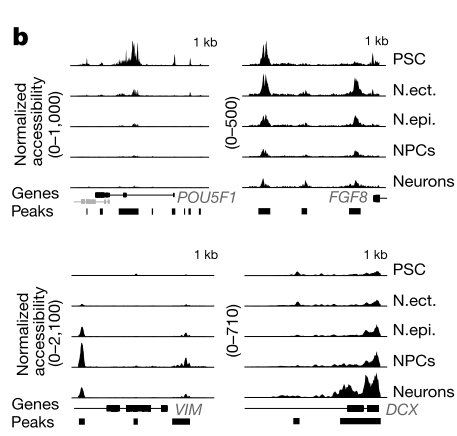 b
1 kb
1 kb
PSC
N.ect.
N.epi.
NPCs
Neurons
Normalized
accessibility
(0–1,000)
(0–500)
Genes
POU5F1
FGF8
Peaks
1 kb
1 kb
PSC
N.ect.
N.epi.
NPCs
Neurons
Normalized
accessibility
(0–2,100)
(0–710)
Genes
VIM
DCX
Peaks